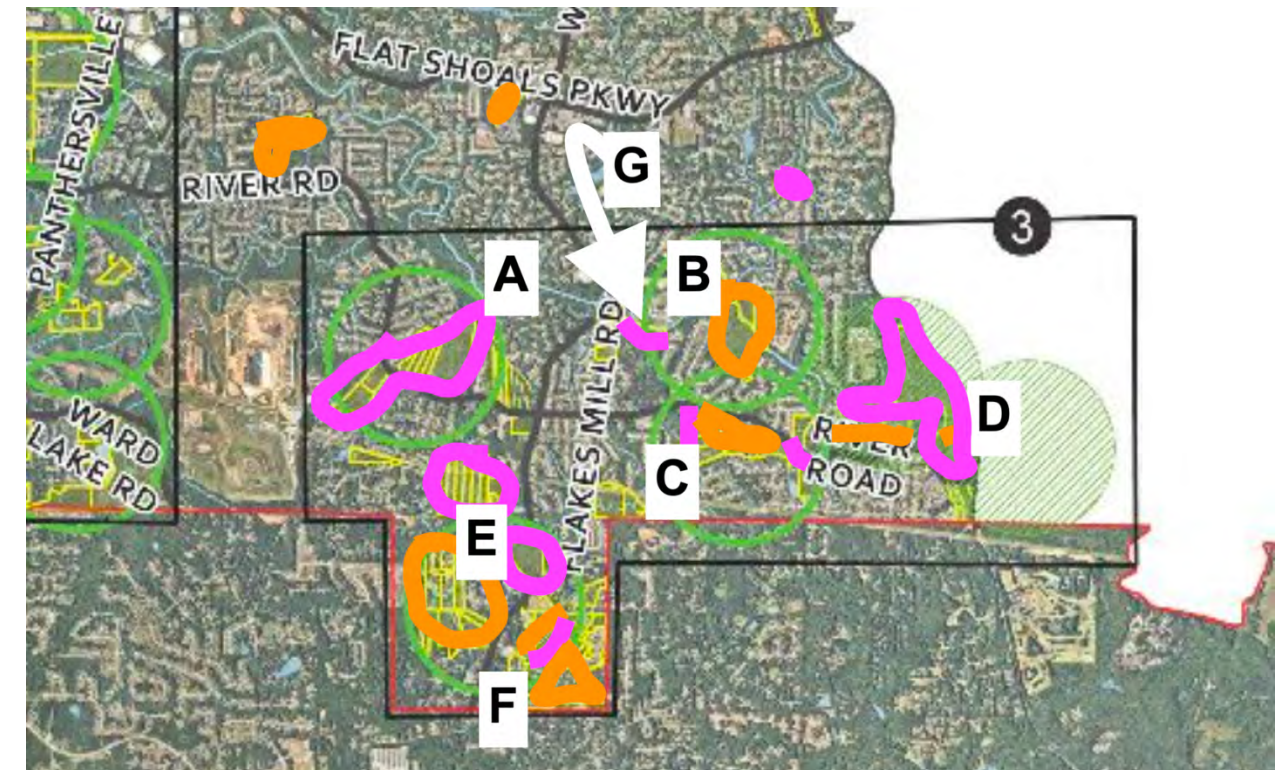 PANTHERSVILLE
W
FLAT SHOALS PKWY
G
RIVER RD
3
A
B
WARD
LAKE RD
FLAKES MILL RD
D
RIVER
ROAD
C
E
F